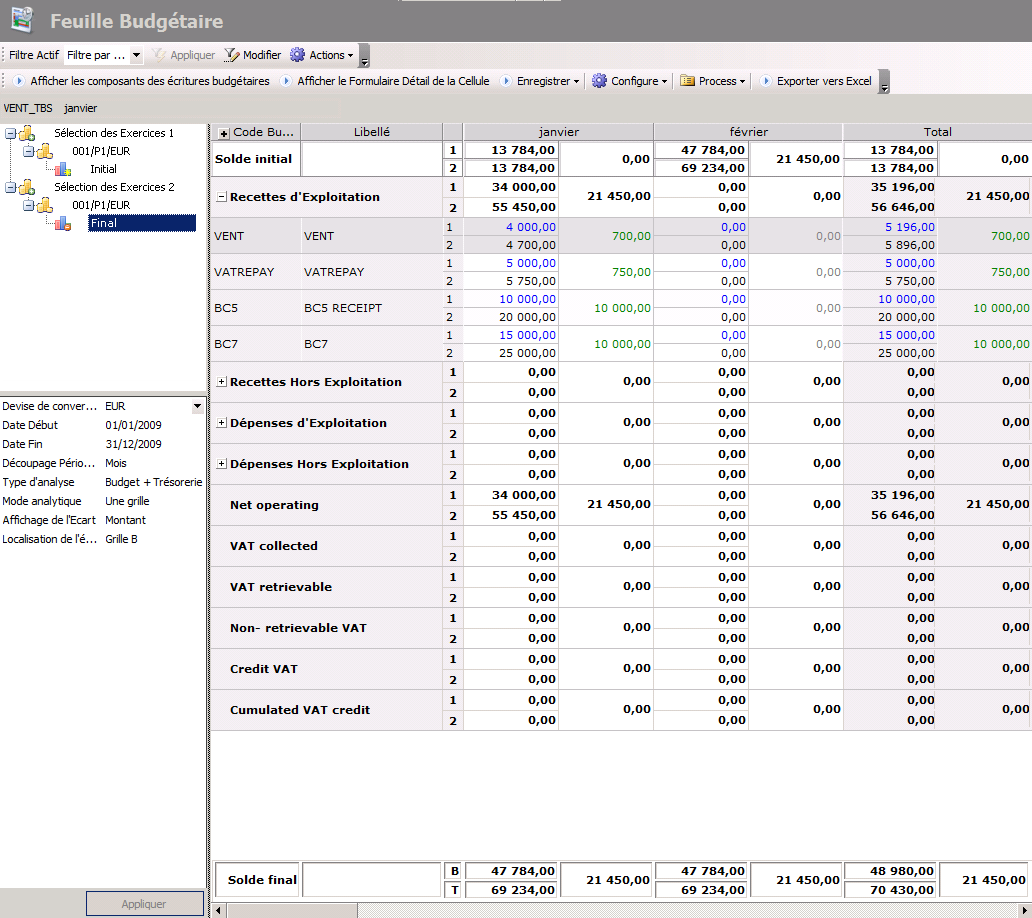 Feuille Budgétaire
Filtre Actif Filtre par ... Appliquer Modifier Actions
Afficher les composants des écritures budgétaires Afficher le Formulaire Détail de la Cellule Enregistrer Configure Process Exporter vers Excel
VENT_TBS janvier
Sélection des Exercices 1
001/P1/EUR
Initial
Sélection des Exercices 2
001/P1/EUR
Final
Devise de conver... EUR
Date Début 01/01/2009
Date Fin 31/12/2009
Découpage Pério... Mois
Type d'analyse Budget + Trésorerie
Mode analytique Une grille
Affichage de l'Ecart Montant
Localisation de l'é... Grille B
Appliquer
Code Bu... Libellé janvier février Total
Solde initial 1 13 784,00 0,00 47 784,00 21 450,00 13 784,00 0,00
2 13 784,00 69 234,00 13 784,00
Recettes d'Exploitation 1 34 000,00 21 450,00 0,00 0,00 35 196,00 21 450,00
2 55 450,00 0,00 56 646,00
VENT VENT 1 4 000,00 700,00 0,00 0,00 5 196,00 700,00
2 4 700,00 0,00 5 896,00
VATREPAY VATREPAY 1 5 000,00 750,00 0,00 0,00 5 000,00 750,00
2 5 750,00 0,00 5 750,00
BC5 BC5 RECEIPT 1 10 000,00 10 000,00 0,00 0,00 10 000,00 10 000,00
2 20 000,00 0,00 20 000,00
BC7 BC7 1 15 000,00 10 000,00 0,00 0,00 15 000,00 10 000,00
2 25 000,00 0,00 25 000,00
Recettes Hors Exploitation 1 0,00 0,00 0,00 0,00 0,00 0,00
2 0,00 0,00 0,00
Dépenses d'Exploitation 1 0,00 0,00 0,00 0,00 0,00 0,00
2 0,00 0,00 0,00
Dépenses Hors Exploitation 1 0,00 0,00 0,00 0,00 0,00 0,00
2 0,00 0,00 0,00
Net operating 1 34 000,00 21 450,00 0,00 0,00 35 196,00 21 450,00
2 55 450,00 0,00 56 646,00
VAT collected 1 0,00 0,00 0,00 0,00 0,00 0,00
2 0,00 0,00 0,00
VAT retrievable 1 0,00 0,00 0,00 0,00 0,00 0,00
2 0,00 0,00 0,00
Non- retrievable VAT 1 0,00 0,00 0,00 0,00 0,00 0,00
2 0,00 0,00 0,00
Credit VAT 1 0,00 0,00 0,00 0,00 0,00 0,00
2 0,00 0,00 0,00
Cumulated VAT credit 1 0,00 0,00 0,00 0,00 0,00 0,00
2 0,00 0,00 0,00
Solde final B 47 784,00 21 450,00 47 784,00 21 450,00 48 980,00 21 450,00
T 69 234,00 69 234,00 70 430,00